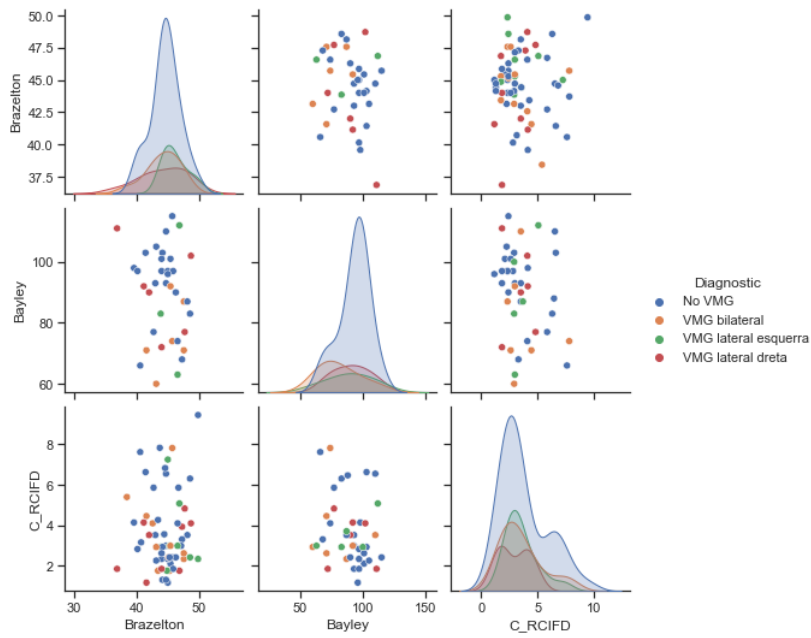 50.0
47.5
45.0
42.5
40.0
37.5
Brazelton
100
80
60
Bayley
Diagnostic
No VMG
VMG bilateral
VMG lateral esquerra
VMG lateral dreta
8
6
4
2
C_RCIFD
30 40 50
Brazelton
50 100 150
Bayley
0 5 10
C_RCIFD